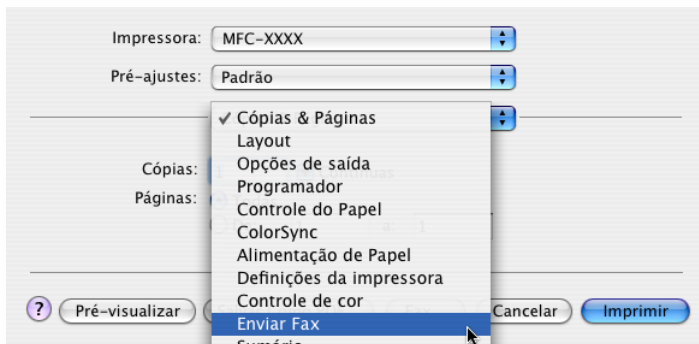 Impressora: MFC-XXXX
Pré-ajustes: Padrão
✓ Cópias & Páginas
Layout
Opções de saída
Cópias:
Programador
Páginas:
Controle do Papel
ColorSync
Alimentação de Papel
Definições da impressora
Controle de cor
? Pré-visualizar Cancelar Imprimir
Enviar Fax
Sumário